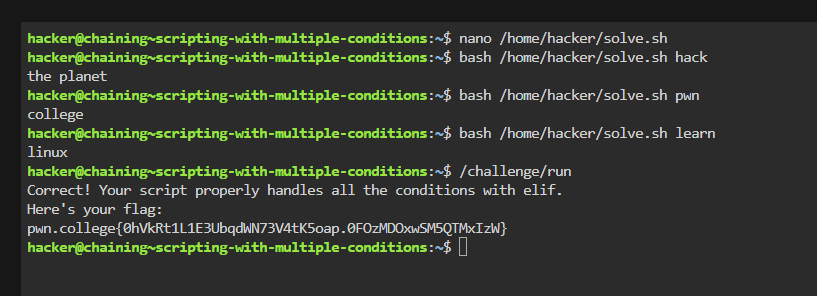 hacker@chaining~scripting-with-multiple-conditions:~$ nano /home/hacker/solve.sh
hacker@chaining~scripting-with-multiple-conditions:~$ bash /home/hacker/solve.sh hack
the planet
hacker@chaining~scripting-with-multiple-conditions:~$ bash /home/hacker/solve.sh pwn
college
hacker@chaining~scripting-with-multiple-conditions:~$ bash /home/hacker/solve.sh learn
linux
hacker@chaining~scripting-with-multiple-conditions:~$ /challenge/run
Correct! Your script properly handles all the conditions with elif.
Here's your flag:
pwn.college{0hVkRt1L1E3UbqdWN73V4tK5oap.0FOzMDOxwSM5QTMxIzW}
hacker@chaining~scripting-with-multiple-conditions:~$